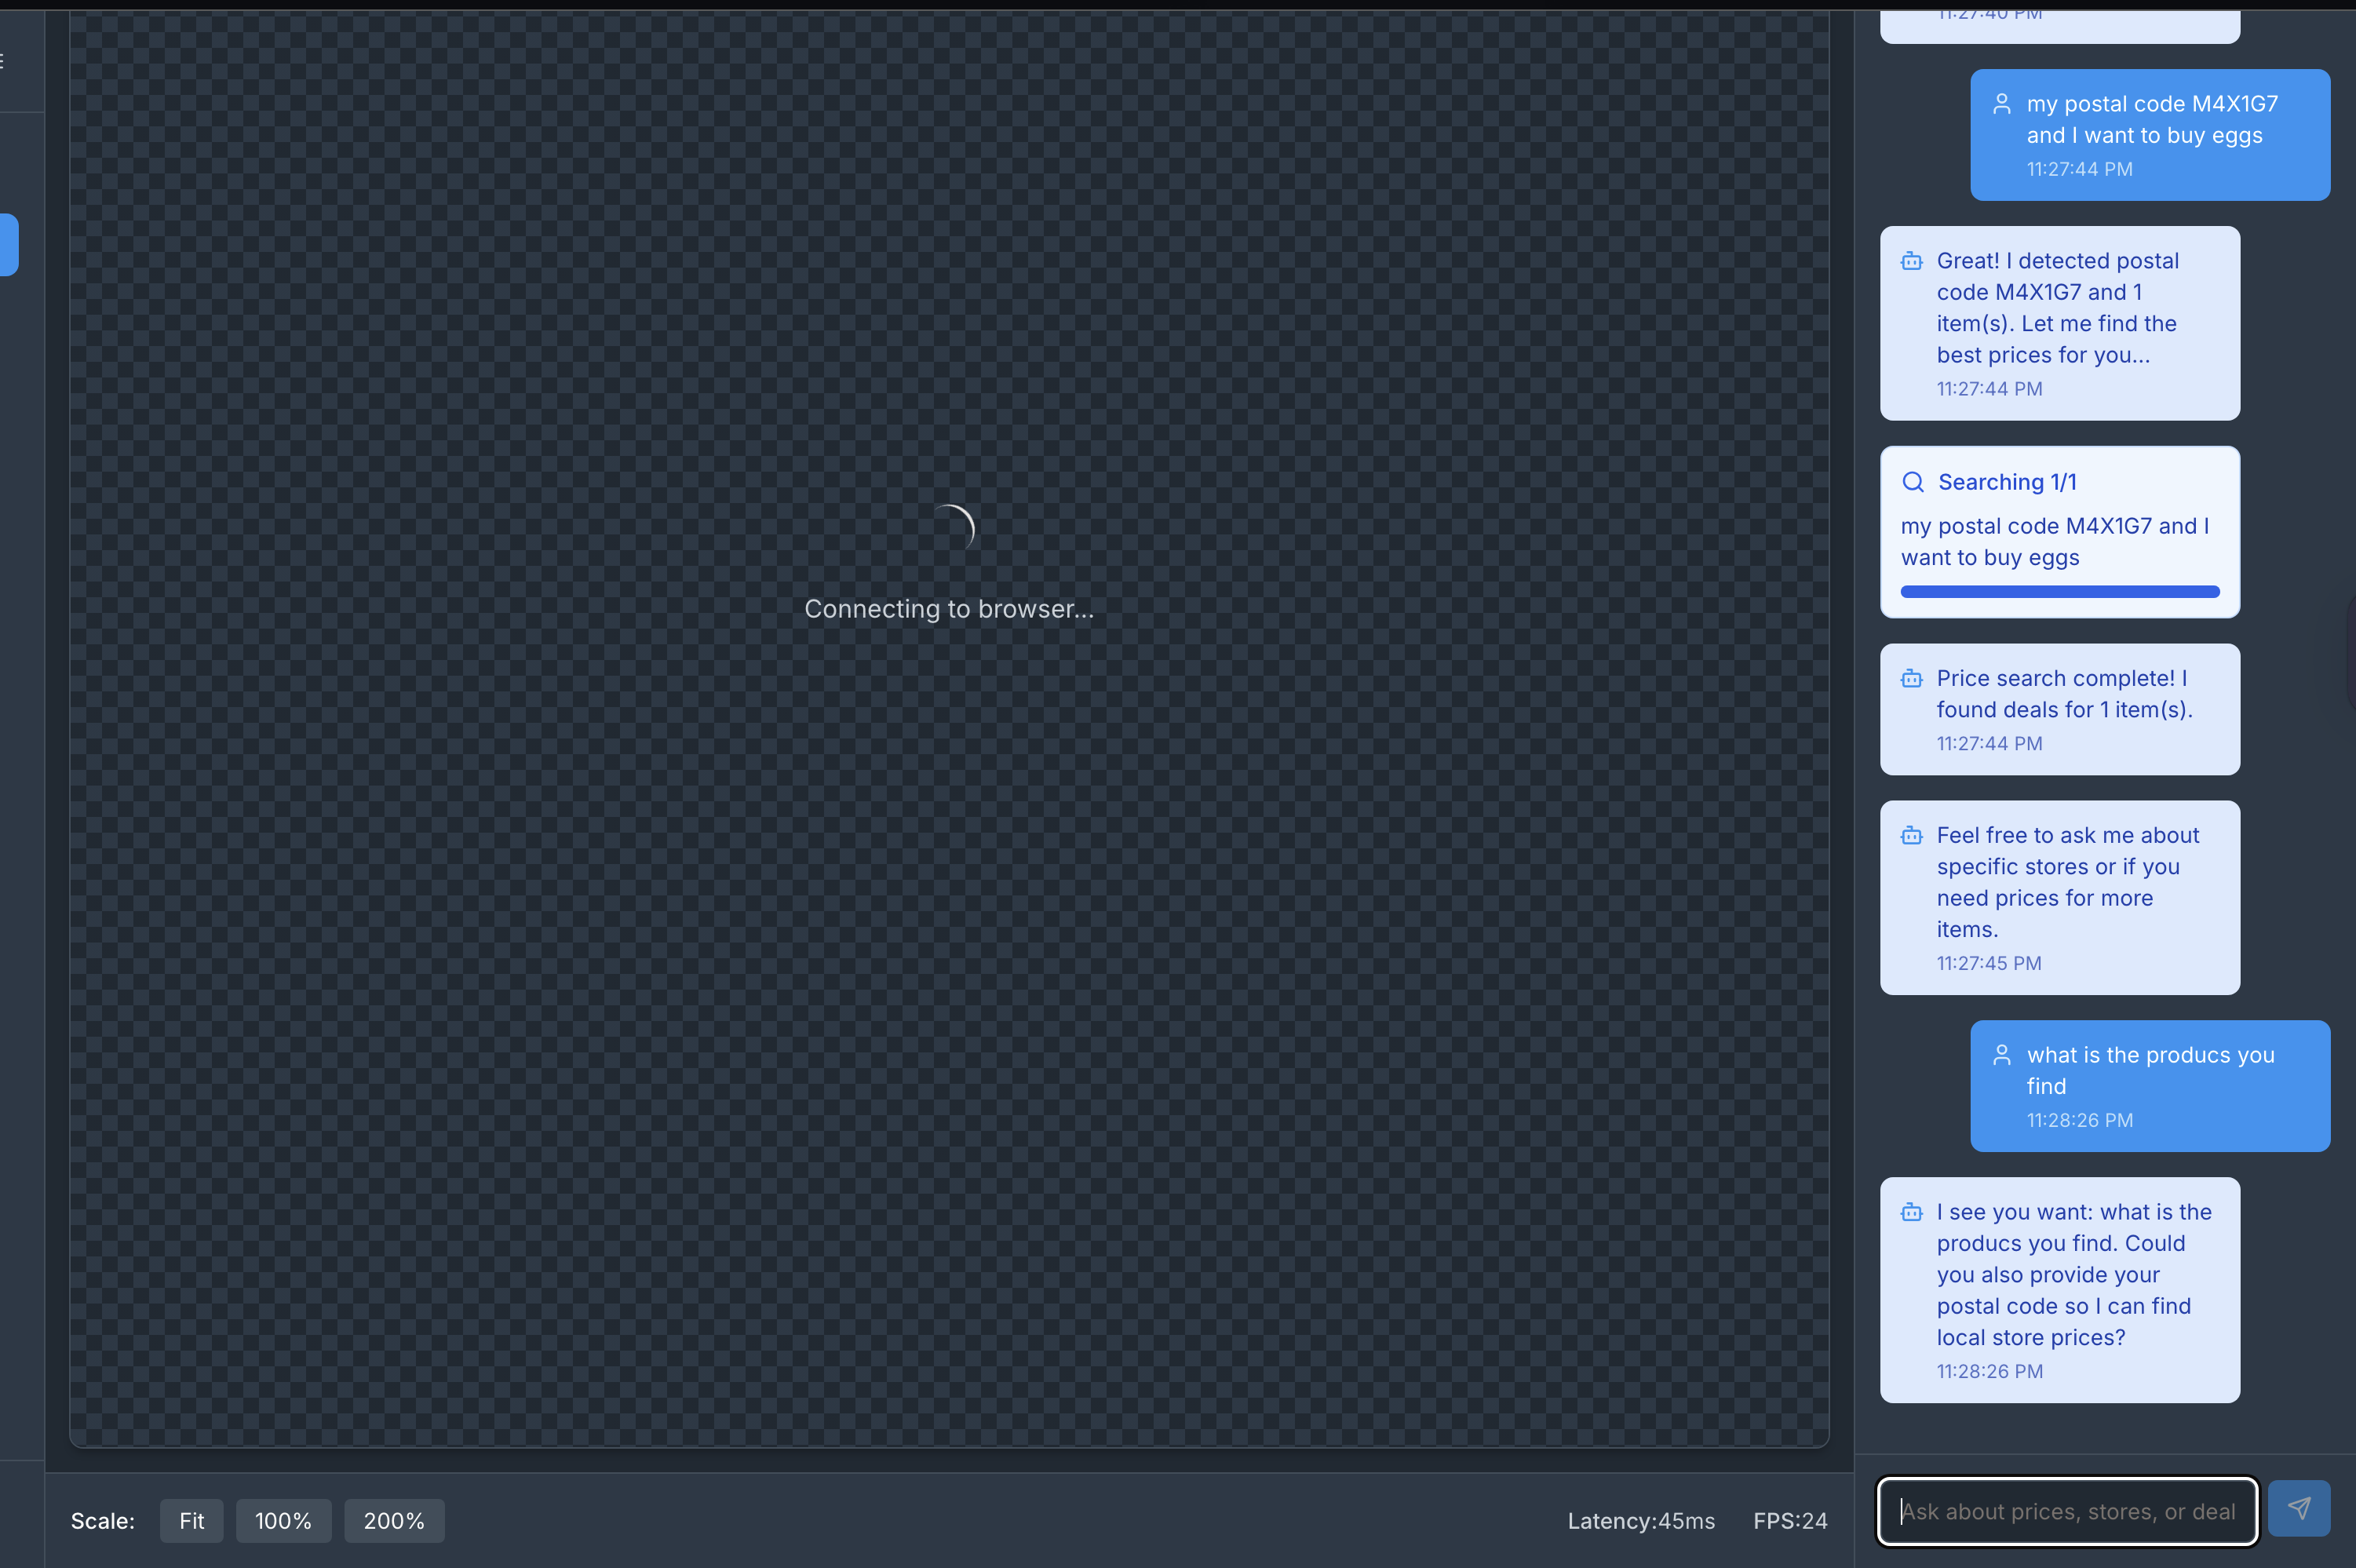 Connecting to browser...
Scale:
Fit
100%
200%
Latency:45ms
FPS:24
11:27:40 PM
my postal code M4X1G7
and I want to buy eggs
11:27:44 PM
Great! I detected postal
code M4X1G7 and 1
item(s). Let me find the
best prices for you...
11:27:44 PM
Searching 1/1
my postal code M4X1G7 and I
want to buy eggs
Price search complete! I
found deals for 1 item(s).
11:27:44 PM
Feel free to ask me about
specific stores or if you
need prices for more
items.
11:27:45 PM
what is the producs you
find
11:28:26 PM
I see you want: what is the
producs you find. Could
you also provide your
postal code so I can find
local store prices?
11:28:26 PM
Ask about prices, stores, or deal